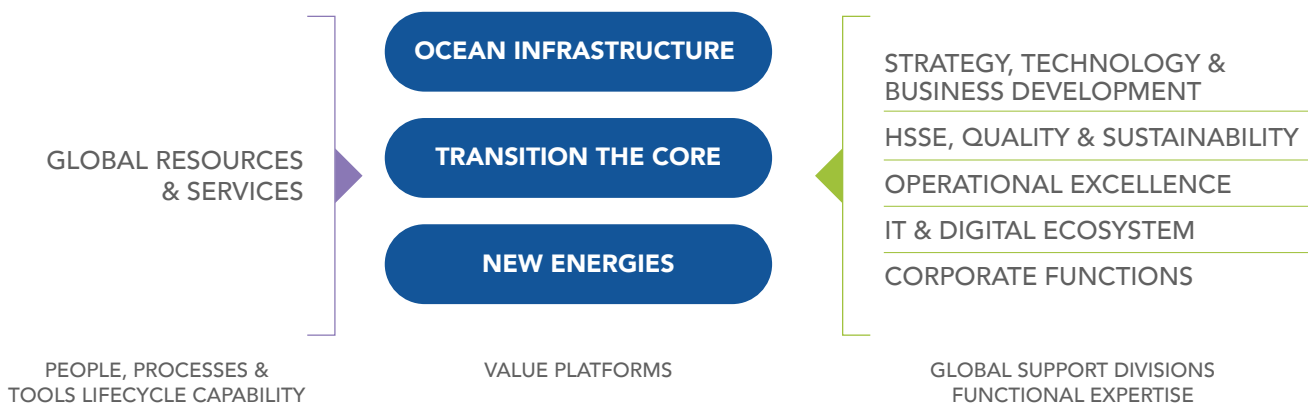 GLOBAL RESOURCES
& SERVICES
PEOPLE, PROCESSES &
TOOLS LIFECYCLE CAPABILITY
OCEAN INFRASTRUCTURE
TRANSITION THE CORE
NEW ENERGIES
VALUE PLATFORMS
STRATEGY, TECHNOLOGY &
BUSINESS DEVELOPMENT
HSSE, QUALITY & SUSTAINABILITY
OPERATIONAL EXCELLENCE
IT & DIGITAL ECOSYSTEM
CORPORATE FUNCTIONS
GLOBAL SUPPORT DIVISIONS
FUNCTIONAL EXPERTISE